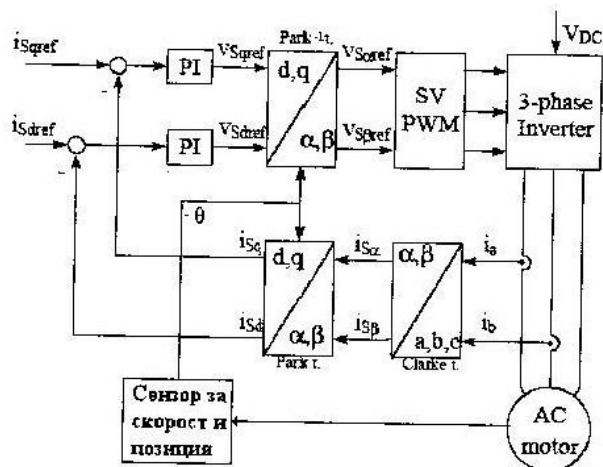 Park⁻¹t.
iSqref
PI
vSqref
d,q
vSαref
VDC
SV
PWM
3-phase
Inverter
iSdref
PI
vSdref
α,β
vSβref
-
-
- θ
iSq
d,q
iSα
α,β
ia
iSd
α,β
iSβ
a,b,c
ib
Park t.
Clarke t.
Сензор за
скорост и
позиция
AC
motor